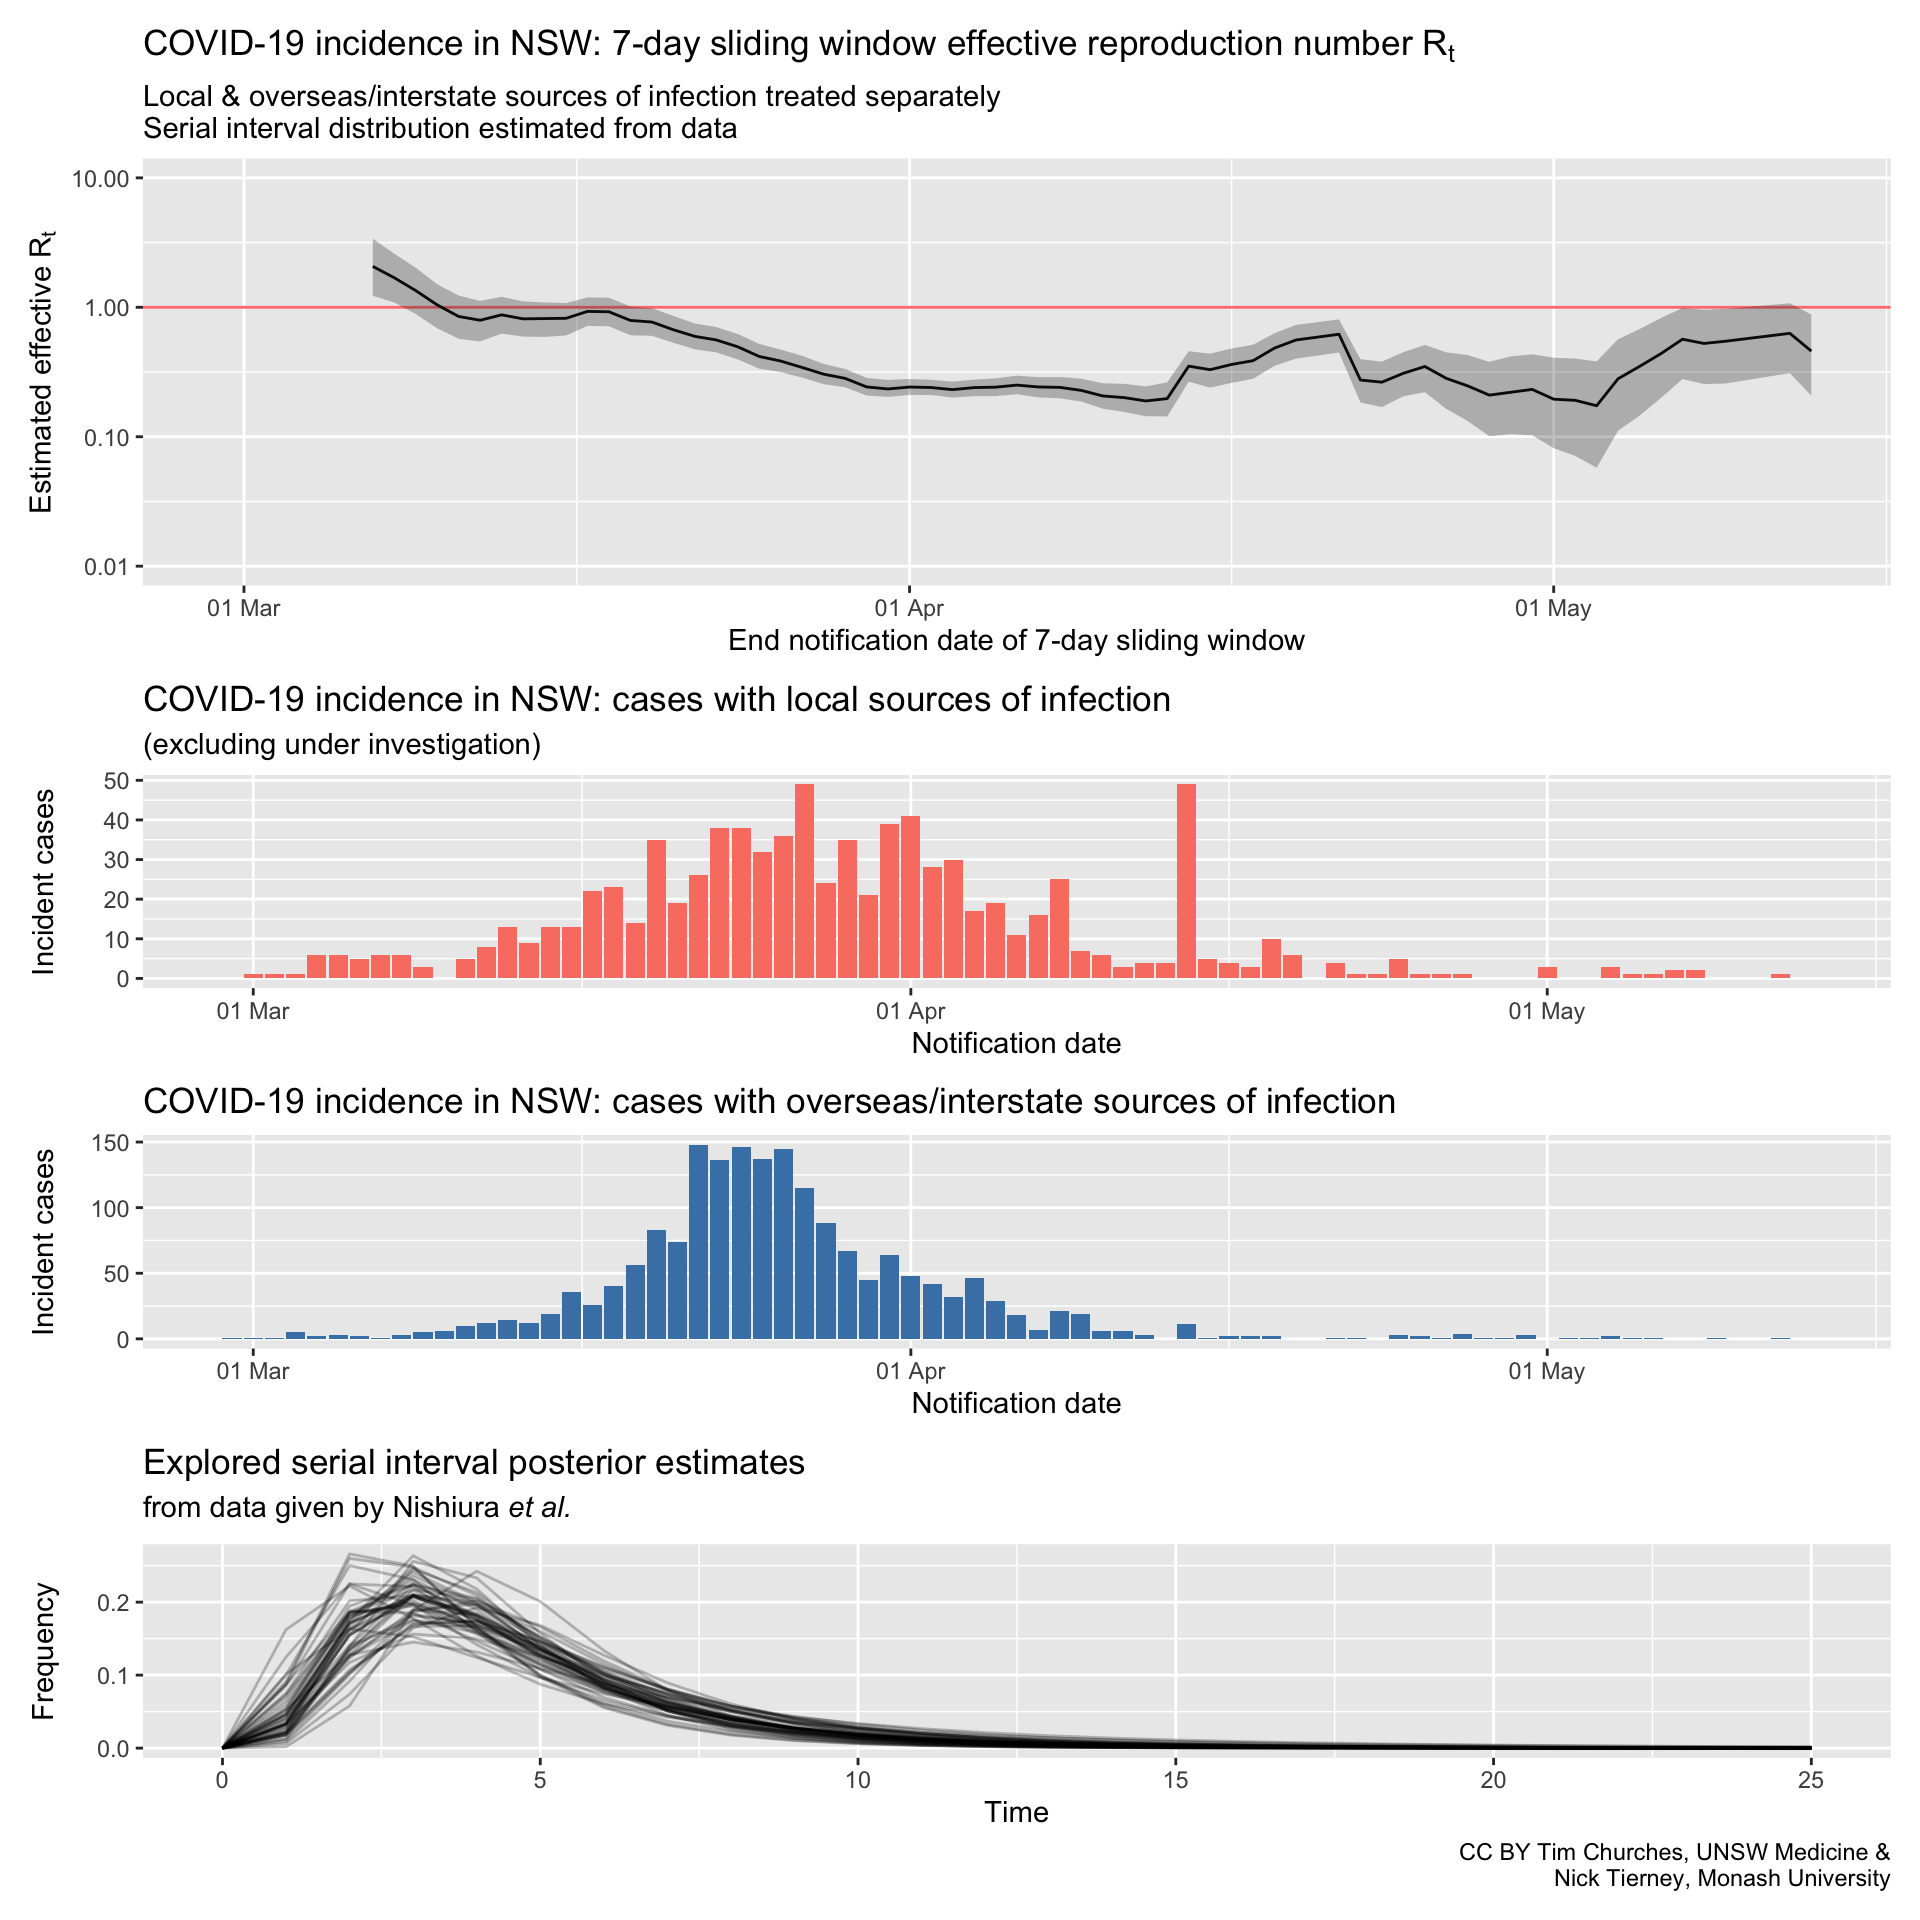 COVID-19 incidence in NSW: 7-day sliding window effective reproduction number Rt
Local & overseas/interstate sources of infection treated separately
Serial interval distribution estimated from data
Estimated effective Rt
10.00
1.00
0.10
0.01
01 Mar
01 Apr
01 May
End notification date of 7-day sliding window
COVID-19 incidence in NSW: cases with local sources of infection
(excluding under investigation)
Incident cases
50
40
30
20
10
0
01 Mar
01 Apr
01 May
Notification date
COVID-19 incidence in NSW: cases with overseas/interstate sources of infection
Incident cases
150
100
50
0
01 Mar
01 Apr
01 May
Notification date
Explored serial interval posterior estimates
from data given by Nishiura et al.
Frequency
0.2
0.1
0.0
0
5
10
15
20
25
Time
CC BY Tim Churches, UNSW Medicine &
Nick Tierney, Monash University